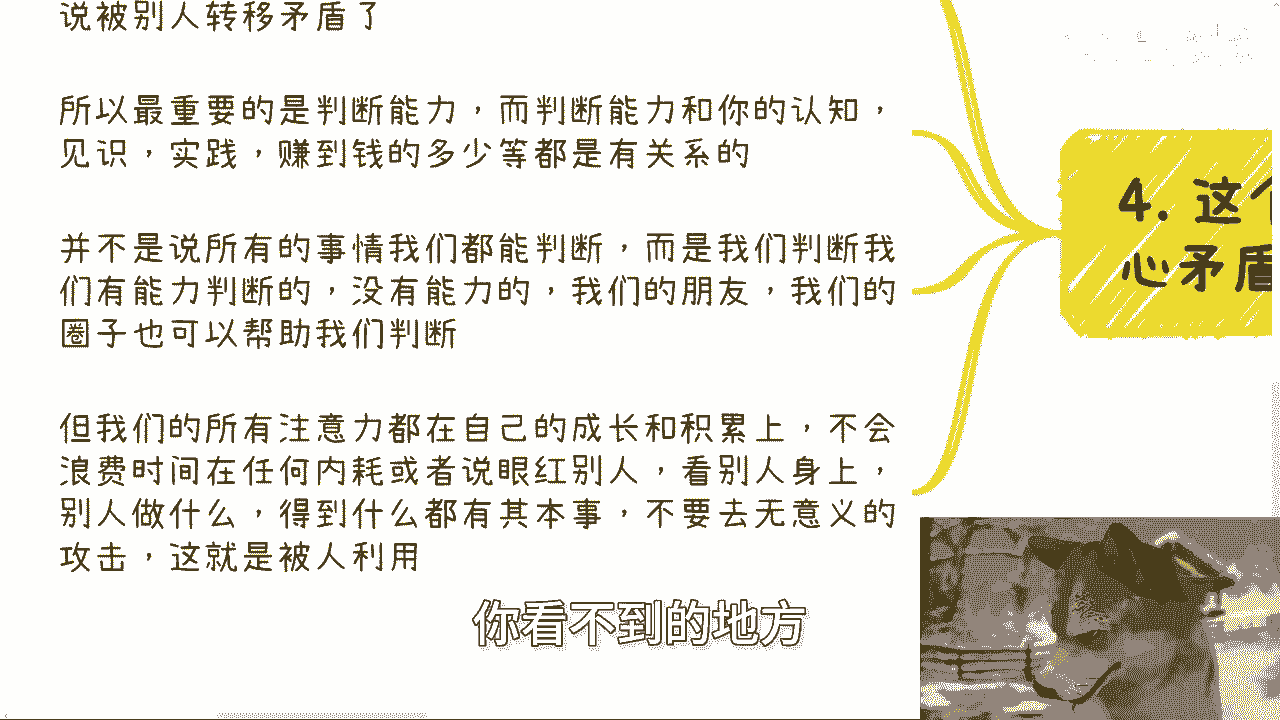 说被别人转移矛盾了
所以最重要的是判断能力，而判断能力和你的认知，
见识，实践，赚到钱的多少等都是有关系的
并不是说所有的事情我们都能判断，而是我们判断我
们有能力判断的，没有能力的，我们的朋友，我们的
圈子也可以帮助我们判断
但我们的所有注意力都在自己的成长和积累上，不会
浪费时间在任何内耗或者说眼红别人，看别人身上，
别人做什么，得到什么都有其本事，不要去无意义的
攻击，这就是被人利用
4. 这个
心矛盾
你看不到的地方